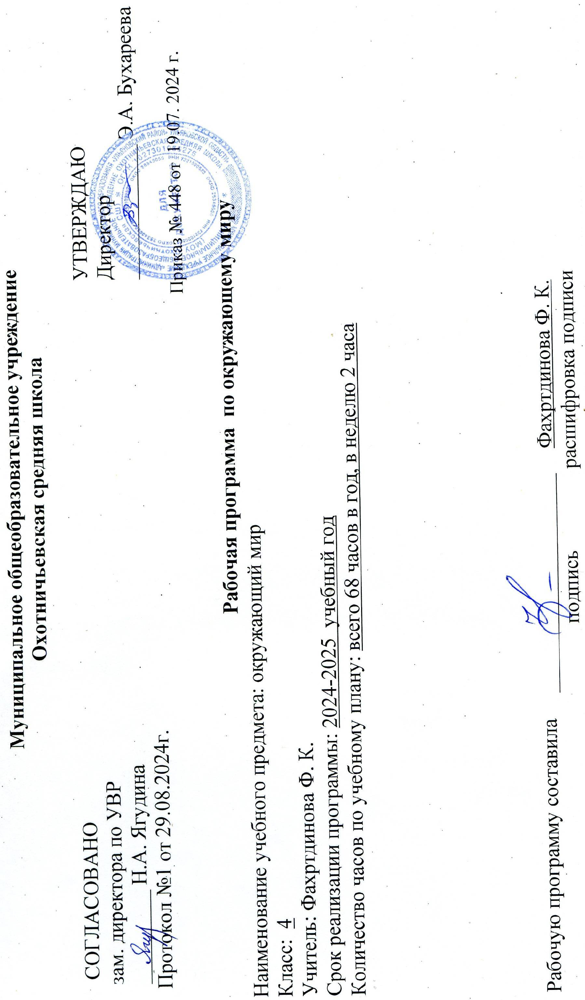 Муниципальное общеобразовательное учреждение
Охотничьевская средняя школа
СОГЛАСОВАНО
зам. директора по УВР
Н.А. Ягудина
Протокол №1 от 29.08.2024г.
УТВЕРЖДАЮ
Директор
Э.А. Бухареева
Приказ № 448 от 19.07. 2024 г.
для
ОГРН 1027301056276
Рабочая программа по окружающему миру
Наименование учебного предмета: окружающий мир
Класс: 4
Учитель: Фахртдинова Ф. К.
Срок реализации программы: 2024-2025 учебный год
Количество часов по учебному плану: всего 68 часов в год, в неделю 2 часа
Рабочую программу составила Фахртдинова Ф. К.
подпись расшифровка подписи